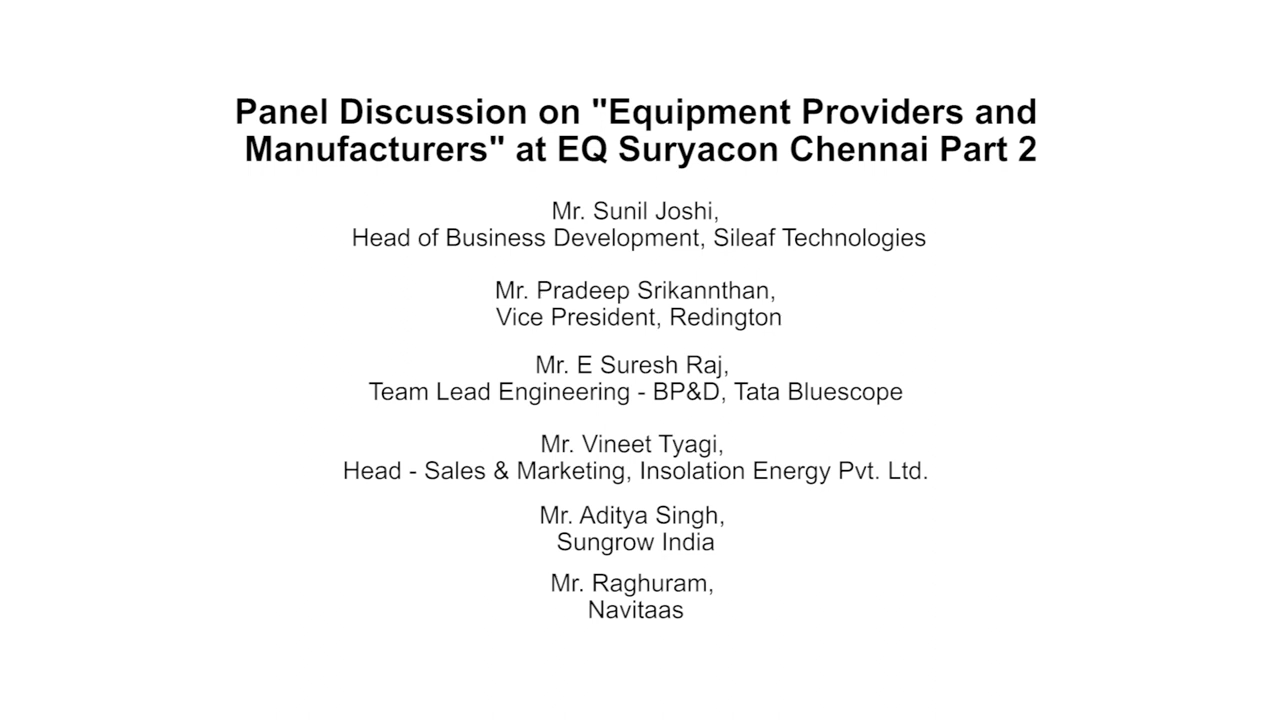 Panel Discussion on "Equipment Providers and
Manufacturers" at EQ Suryacon Chennai Part 2
Mr. Sunil Joshi,
Head of Business Development, Sileaf Technologies
Mr. Pradeep Srikannthan,
Vice President, Redington
Mr. E Suresh Raj,
Team Lead Engineering - BP&D, Tata Bluescope
Mr. Vineet Tyagi,
Head - Sales & Marketing, Insolation Energy Pvt. Ltd.
Mr. Aditya Singh,
Sungrow India
Mr. Raghuram,
Navitaas